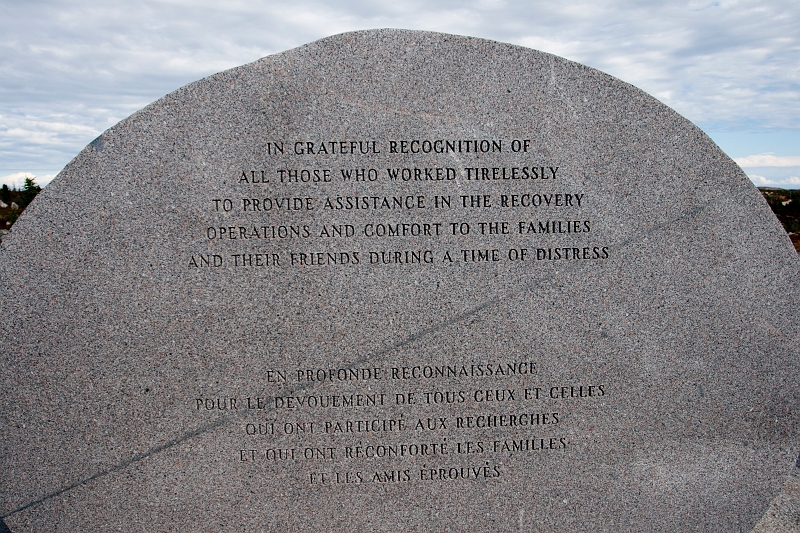 IN GRATEFUL RECOGNITION OF
ALL THOSE WHO WORKED TIRELESSLY
TO PROVIDE ASSISTANCE IN THE RECOVERY
OPERATIONS AND COMFORT TO THE FAMILIES
AND THEIR FRIENDS DURING A TIME OF DISTRESS
EN PROFONDE RECONNAISSANCE
POUR LE DÉVOUEMENT DE TOUS CEUX ET CELLES
QUI ONT PARTICIPÉ AUX RECHERCHES
ET QUI ONT RÉCONFORTÉ LES FAMILLES
ET LES AMIS ÉPROUVÉS